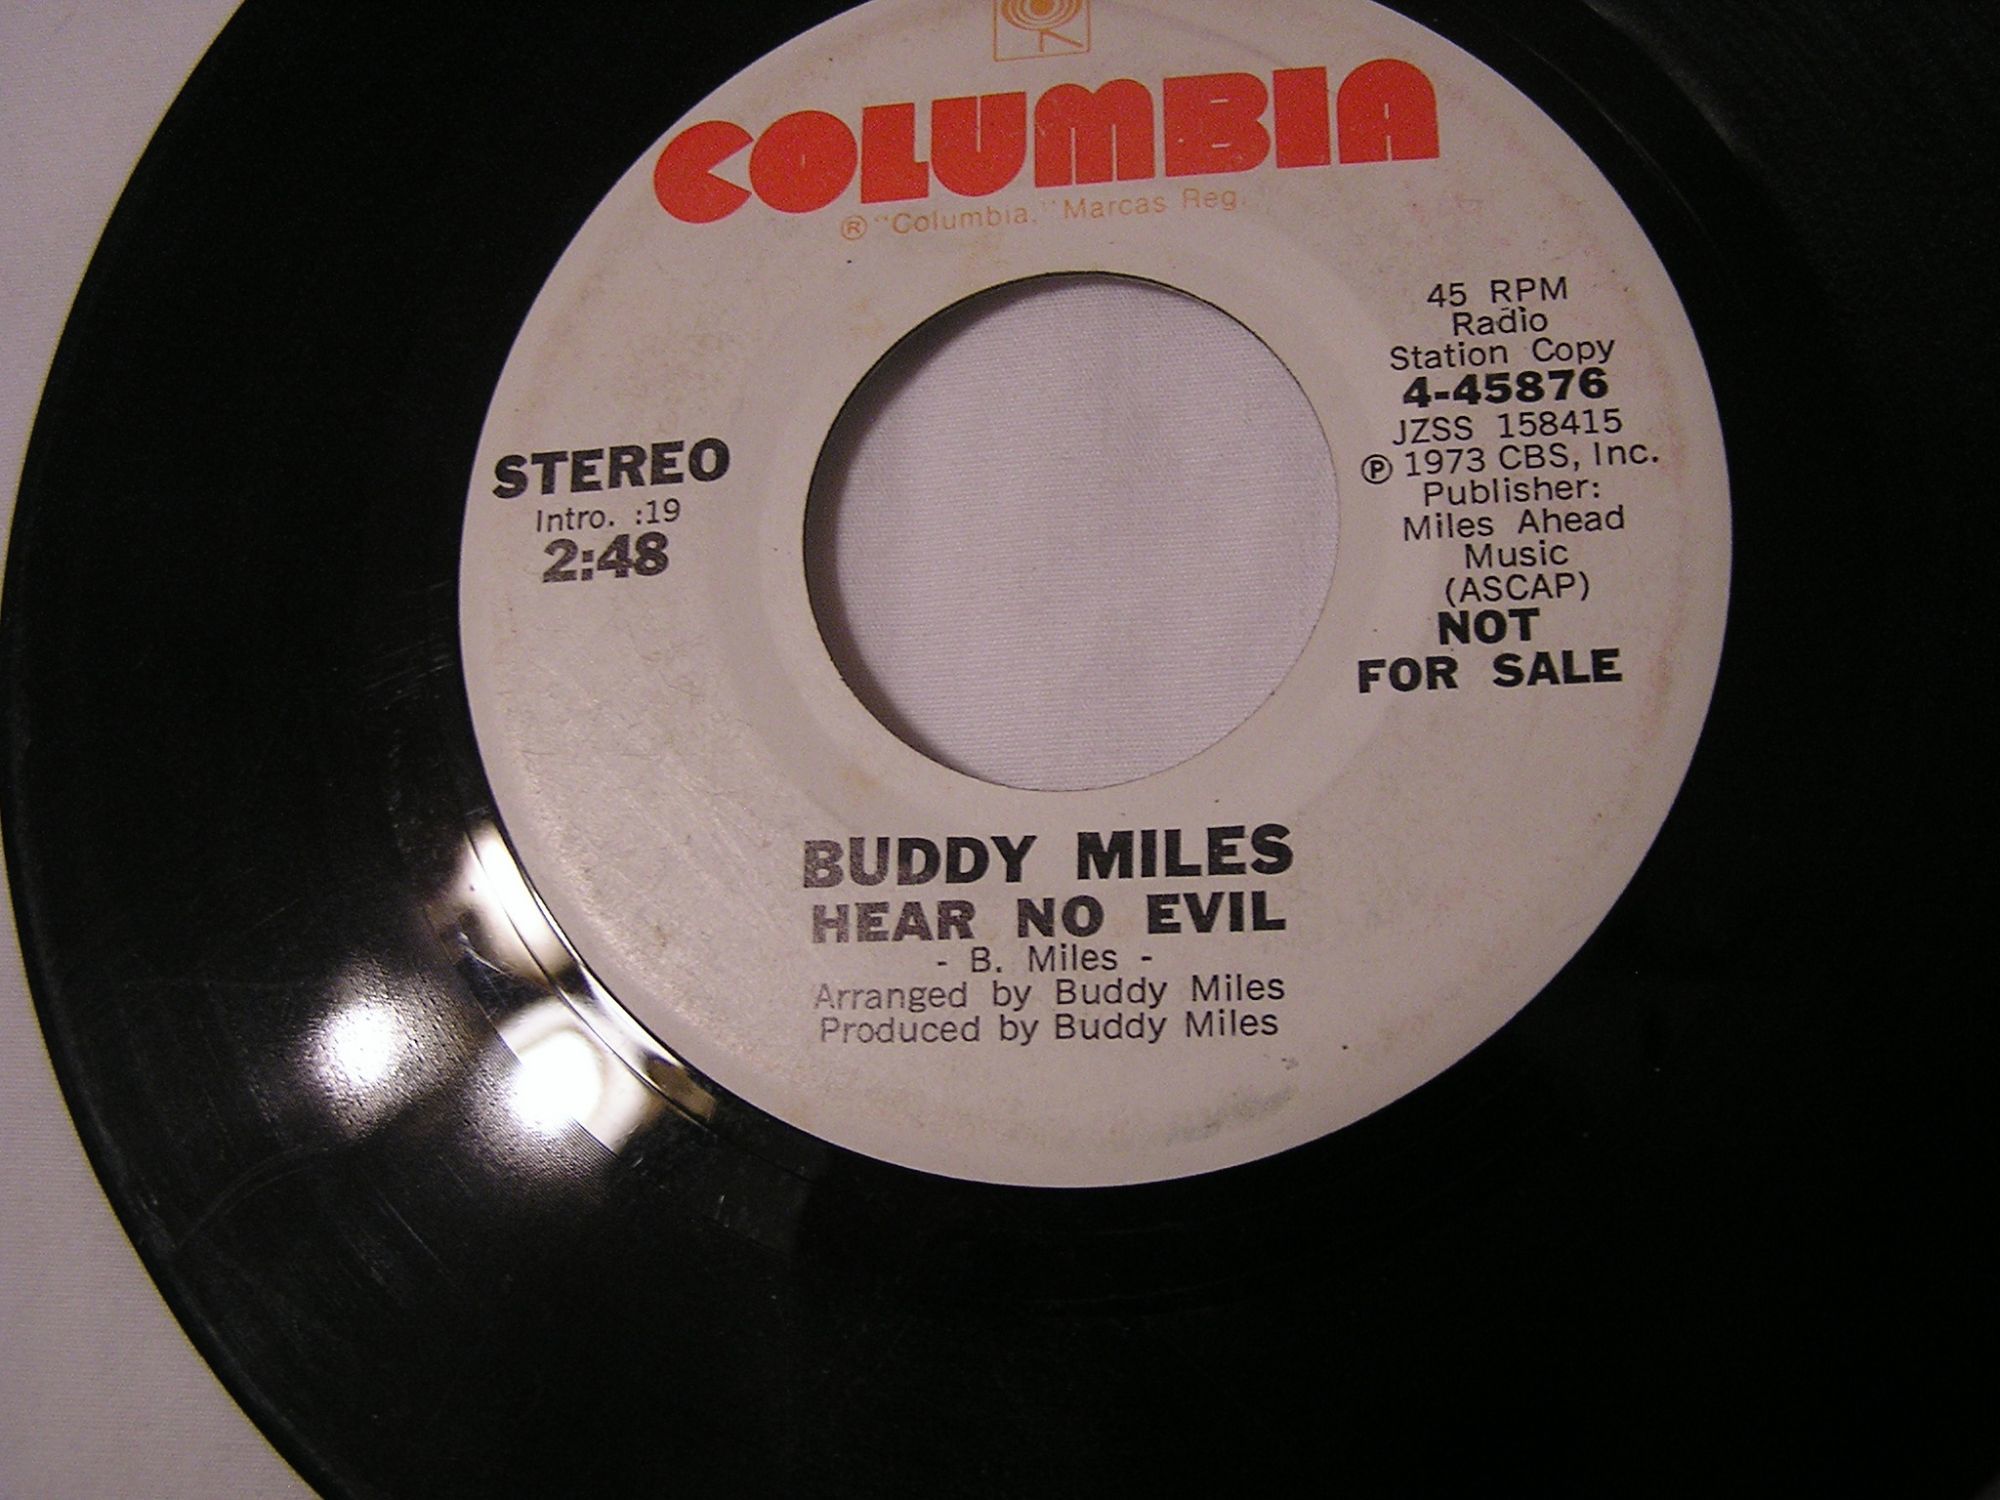 COLUMBIA
® "Columbia," Marcas Reg.
45 RPM
Radio
Station Copy
4-45876
JZSS 158415
℗ 1973 CBS, Inc.
Publisher:
Miles Ahead
Music
(ASCAP)
NOT
FOR SALE
STEREO
Intro. :19
2:48
BUDDY MILES
HEAR NO EVIL
- B. Miles -
Arranged by Buddy Miles
Produced by Buddy Miles